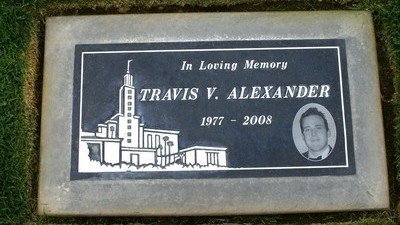 In Loving Memory
TRAVIS V. ALEXANDER
1977 - 2008